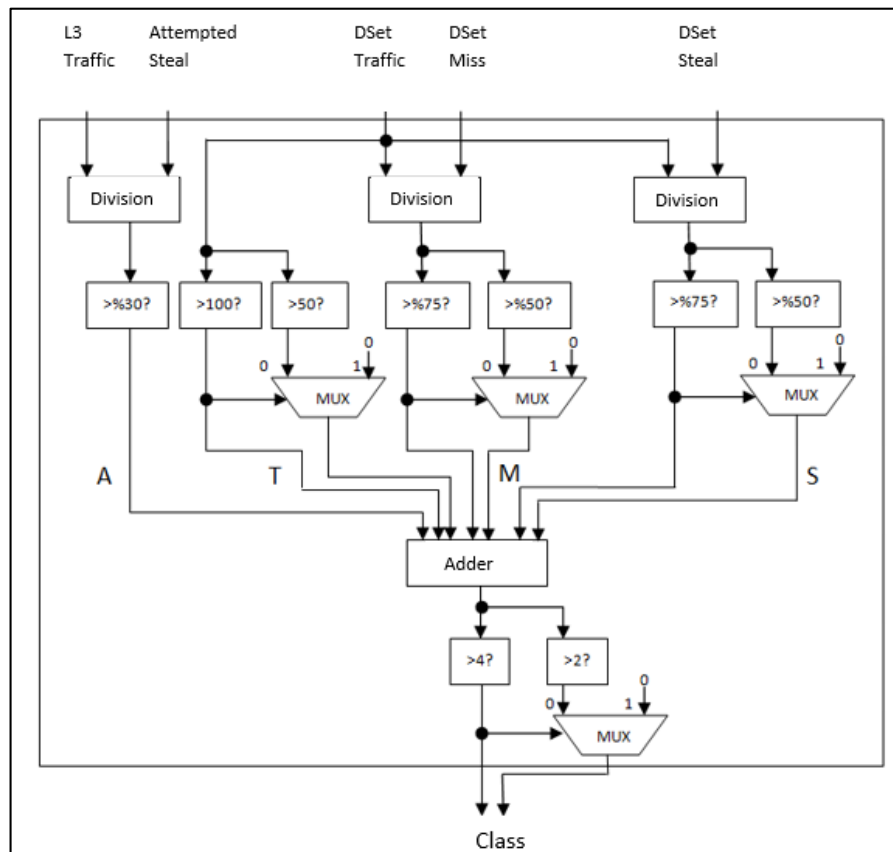 L3 Traffic
Attempted Steal
DSet Traffic
DSet Miss
DSet Steal
Division
Division
Division
>%30?
>100?
>50?
>%75?
>%50?
>%75?
>%50?
0
1
0
0
1
0
0
1
0
MUX
MUX
MUX
A
T
M
S
Adder
>4?
>2?
0
1
0
MUX
Class